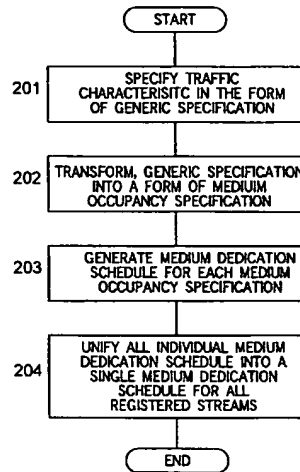 START
201
SPECIFY TRAFFIC
CHARACTERISITC IN THE FORM
OF GENERIC SPECIFICATION
202
TRANSFORM, GENERIC SPECIFICATION
INTO A FORM OF MEDIUIM
OCCUPANCY SPECIFICATION
203
GENERATE MEDIUM DEDICATION
SCHEDULE FOR EACH MEDIUM
OCCUPANCY SPECIFICATION
204
UNIFY ALL INDIVIDUAL MEDIUM
DEDICATION SCHEDULE INTO A
SINGLE MEDIUM DEDICATION
SCHEDULE FOR ALL
REGISTERED STREAMS
END